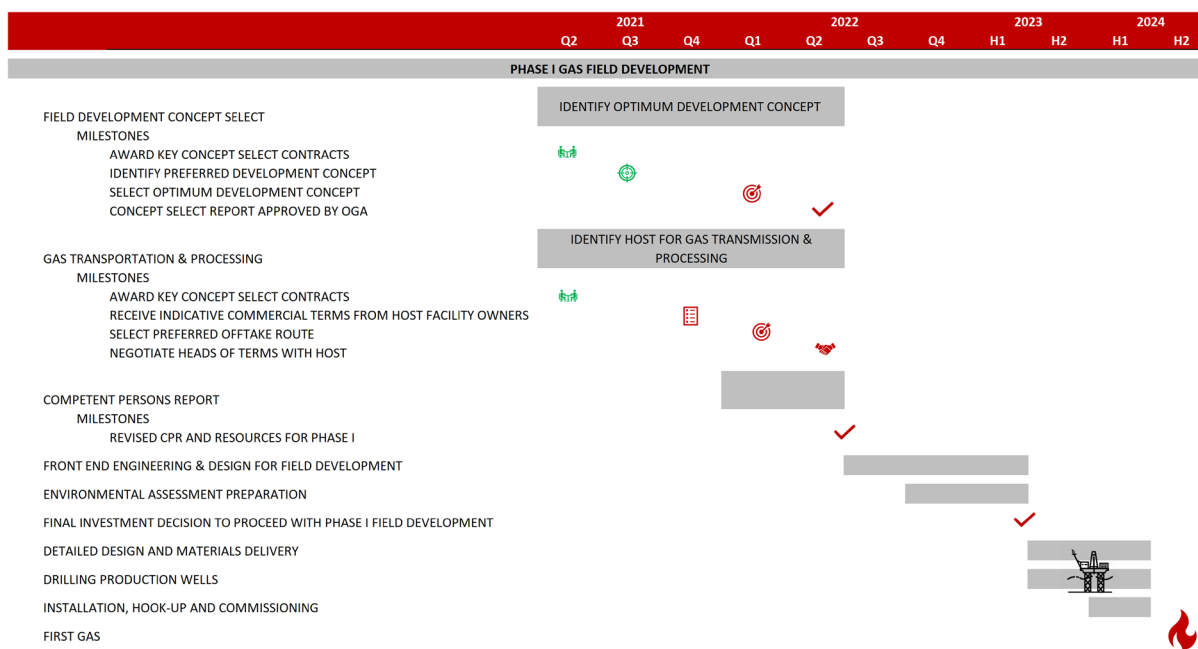 2021 2022 2023 2024
Q2 Q3 Q4 Q1 Q2 Q3 Q4 H1 H2 H1 H2
PHASE I GAS FIELD DEVELOPMENT
IDENTIFY OPTIMUM DEVELOPMENT CONCEPT
FIELD DEVELOPMENT CONCEPT SELECT
MILESTONES
AWARD KEY CONCEPT SELECT CONTRACTS
IDENTIFY PREFERRED DEVELOPMENT CONCEPT
SELECT OPTIMUM DEVELOPMENT CONCEPT
CONCEPT SELECT REPORT APPROVED BY OGA
IDENTIFY HOST FOR GAS TRANSMISSION &
PROCESSING
GAS TRANSPORTATION & PROCESSING
MILESTONES
AWARD KEY CONCEPT SELECT CONTRACTS
RECEIVE INDICATIVE COMMERCIAL TERMS FROM HOST FACILITY OWNERS
SELECT PREFERRED OFFTAKE ROUTE
NEGOTIATE HEADS OF TERMS WITH HOST
COMPETENT PERSONS REPORT
MILESTONES
REVISED CPR AND RESOURCES FOR PHASE I
FRONT END ENGINEERING & DESIGN FOR FIELD DEVELOPMENT
ENVIRONMENTAL ASSESSMENT PREPARATION
FINAL INVESTMENT DECISION TO PROCEED WITH PHASE I FIELD DEVELOPMENT
DETAILED DESIGN AND MATERIALS DELIVERY
DRILLING PRODUCTION WELLS
INSTALLATION, HOOK-UP AND COMMISSIONING
FIRST GAS